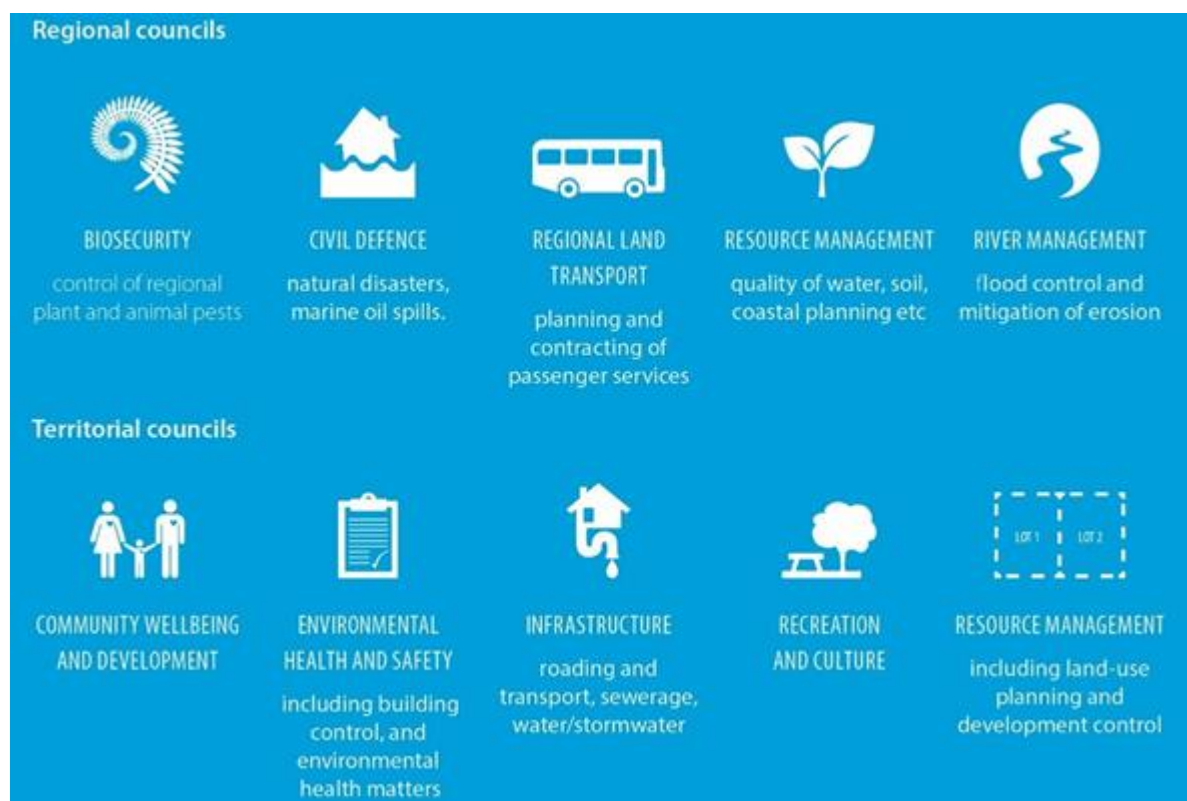 Regional councils
BIOSECURITY
control of regional
plant and animal pests
CIVIL DEFENCE
natural disasters,
marine oil spills.
REGIONAL LAND
TRANSPORT
planning and
contracting of
passenger services
RESOURCE MANAGEMENT
quality of water, soil,
coastal planning etc
RIVER MANAGEMENT
flood control and
mitigation of erosion
Territorial councils
COMMUNITY WELLBEING
AND DEVELOPMENT
ENVIRONMENTAL
HEALTH AND SAFETY
including building
control, and
environmental
health matters
INFRASTRUCTURE
roading and
transport, sewerage,
water/stormwater
RECREATION
AND CULTURE
LOT 1
LOT 2
RESOURCE MANAGEMENT
including land-use
planning and
development control